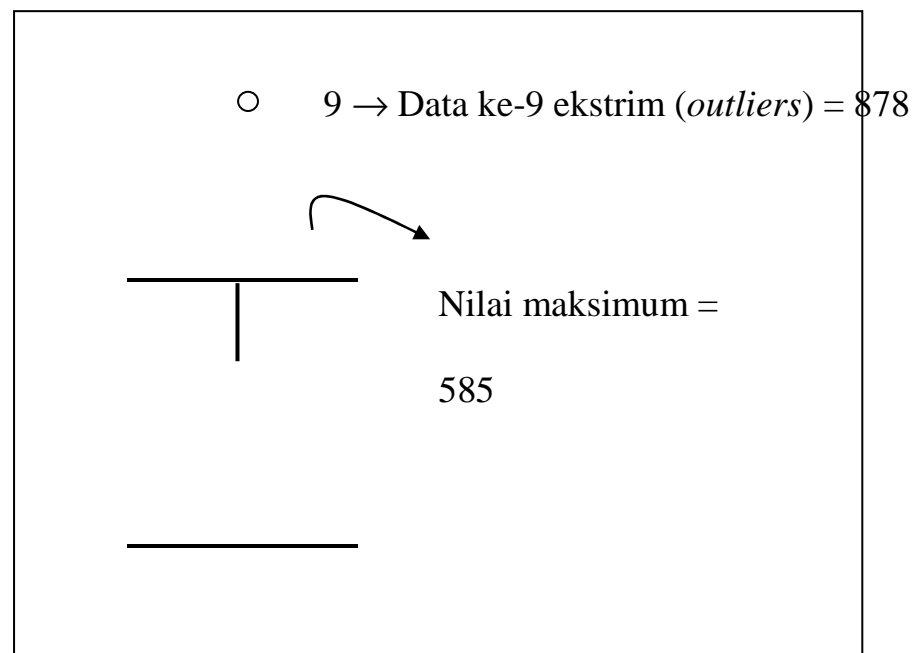 9 → Data ke-9 ekstrim (outliers) = 878
Nilai maksimum =
585